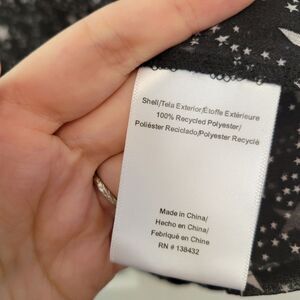 Shell/Tela Exterior/Étoffe Extérieure
100% Recycled Polyester/
Poliéster Reciclado/Polyester Recyclé
Made in China/
Hecho en China/
Fabriqué en Chine
RN # 138432